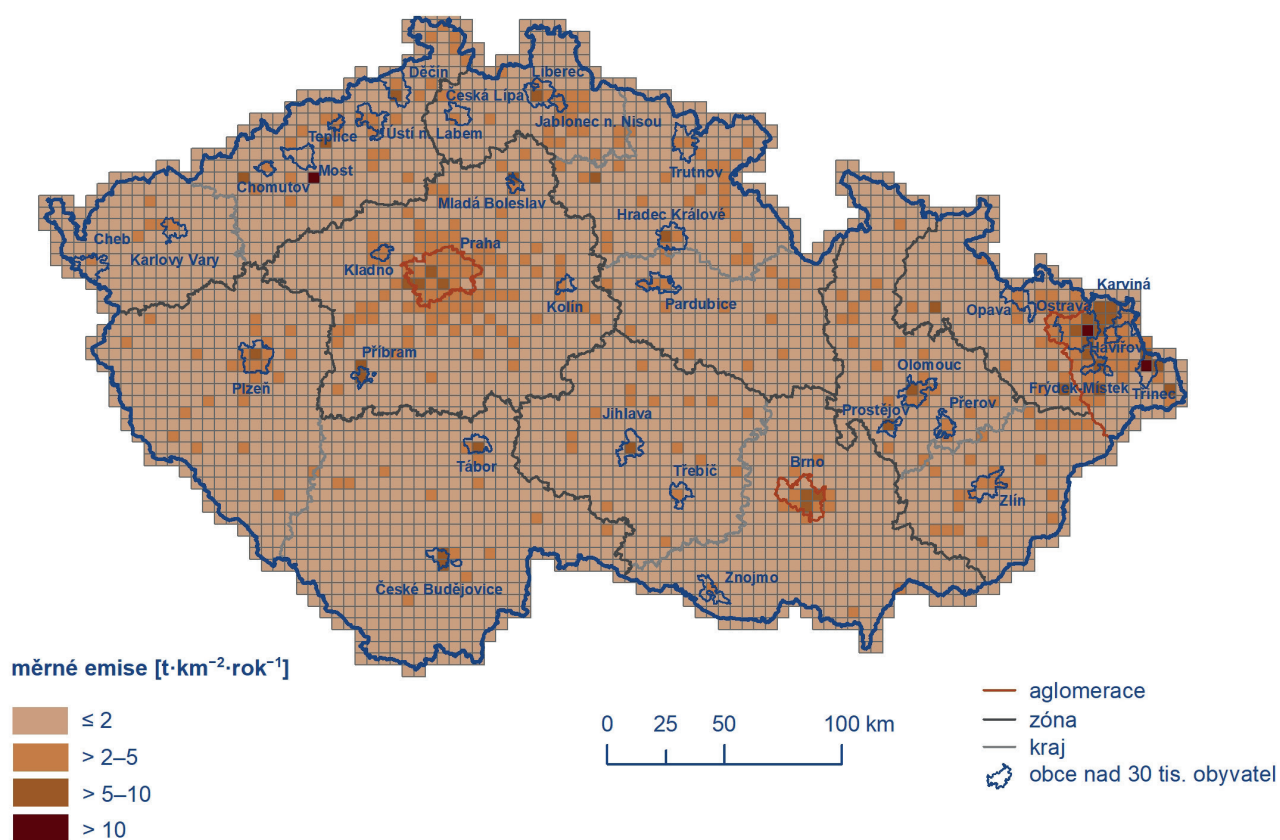 Děčín
Liberec
Česká Lípa
Jablonec n. Nisou
Teplice
Ústí n. Labem
Most
Chomutov
Trutnov
Mladá Boleslav
Hradec Králové
Cheb
Karlovy Vary
Kladno
Praha
Kolín
Pardubice
Opava
Ostrava
Karviná
Havířov
Plzeň
Příbram
Olomouc
Frýdek-Místek
Třinec
Prostějov
Přerov
Jihlava
Tábor
Třebíč
Brno
Zlín
České Budějovice
Znojmo
měrné emise [t·km⁻²·rok⁻¹]
≤ 2
> 2–5
> 5–10
> 10
0 25 50 100 km
aglomerace
zóna
kraj
obce nad 30 tis. obyvatel